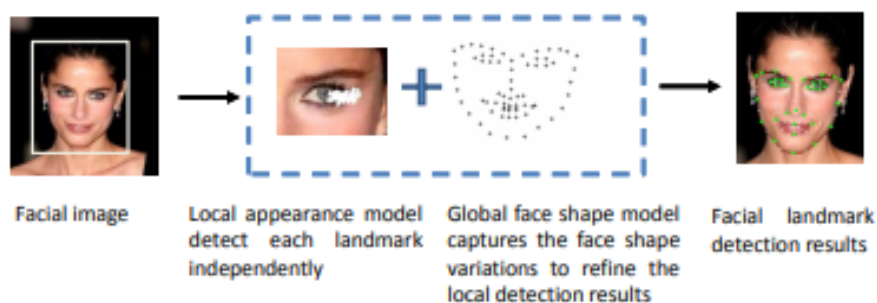 Facial image
Local appearance model
detect each landmark
independently
Global face shape model
captures the face shape
variations to refine the
local detection results
Facial landmark
detection results